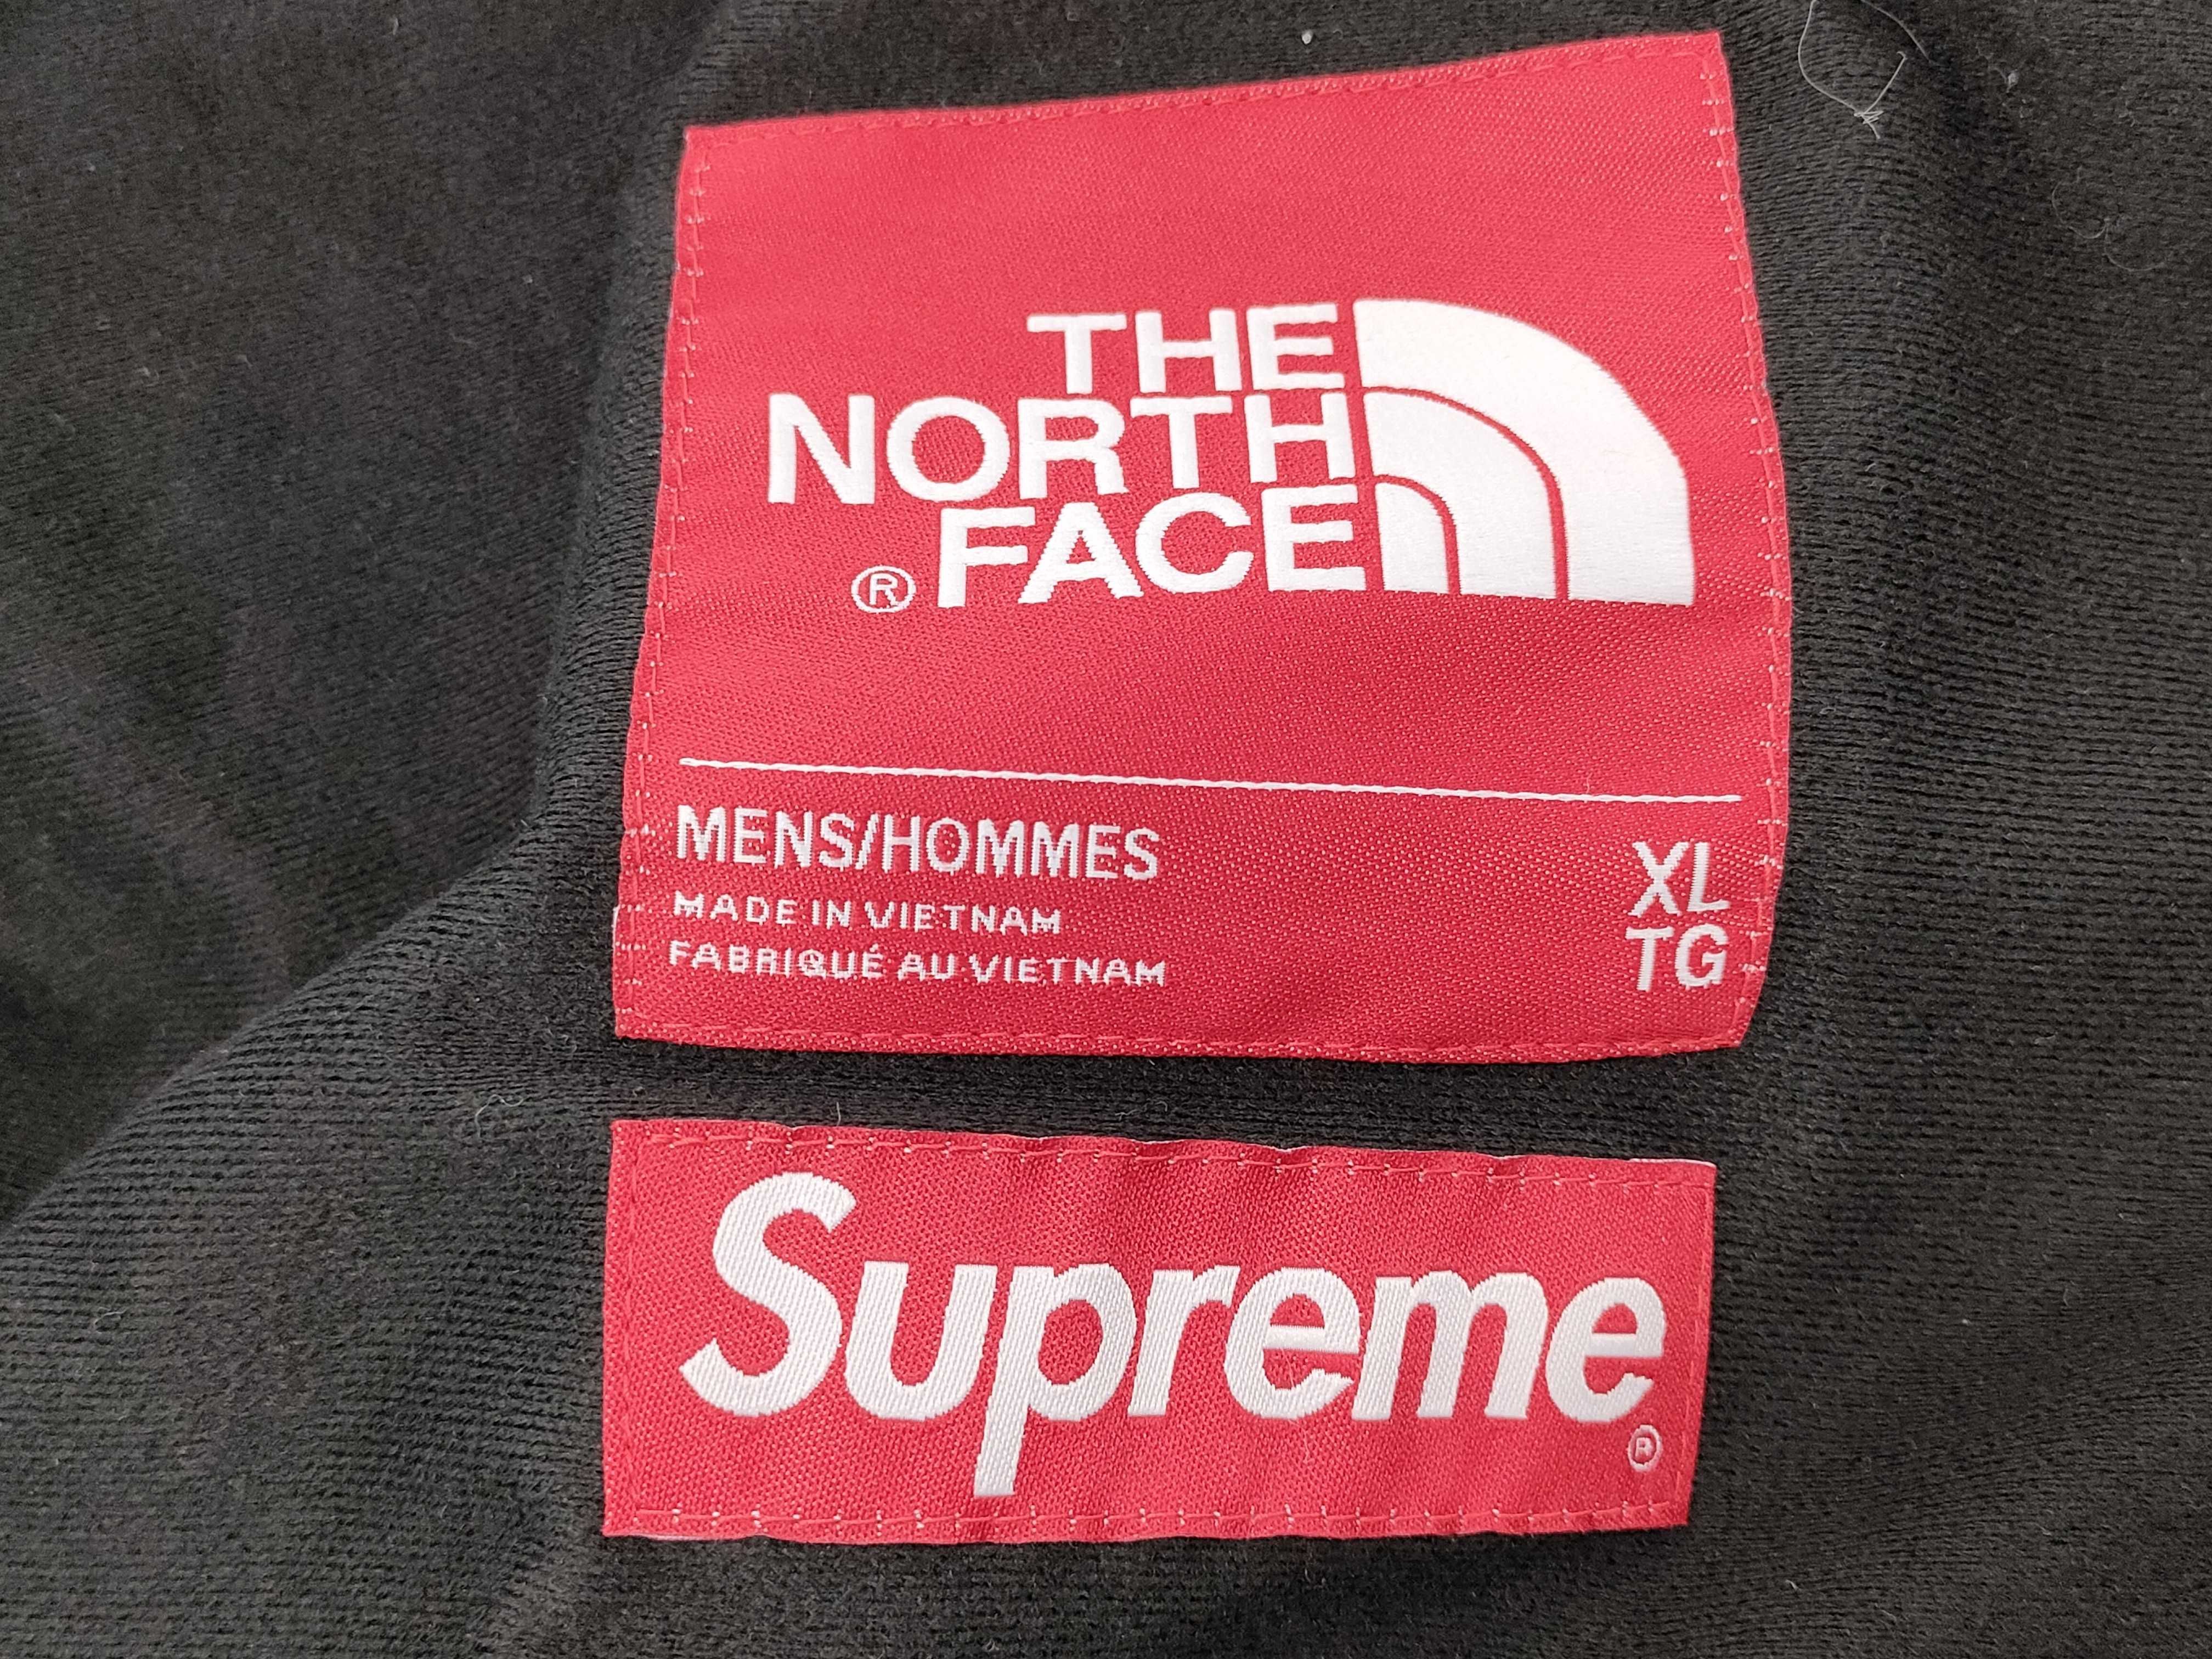 THE
NORTH
® FACE
MENS/HOMMES XL
MADE IN VIETNAM TG
FABRIQUÉ AU VIETNAM
Supreme ®